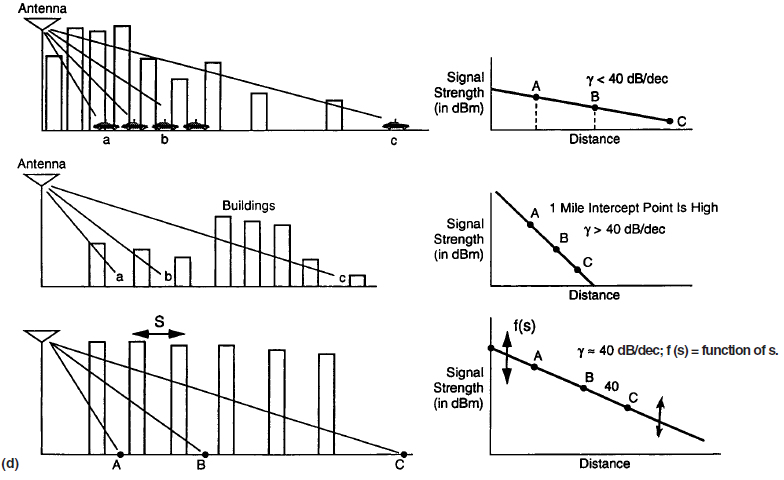 Antenna
a
b
c
Signal
Strength
(in dBm)
A
γ < 40 dB/dec
B
C
Distance
Antenna
Buildings
a
b
c
Signal
Strength
(in dBm)
1 Mile Intercept Point Is High
A
γ > 40 dB/dec
B
C
Distance
S
A
B
C
(d)
f(s)
γ ≈ 40 dB/dec; f (s) = function of s.
Signal
Strength
(in dBm)
A
B
40
C
Distance